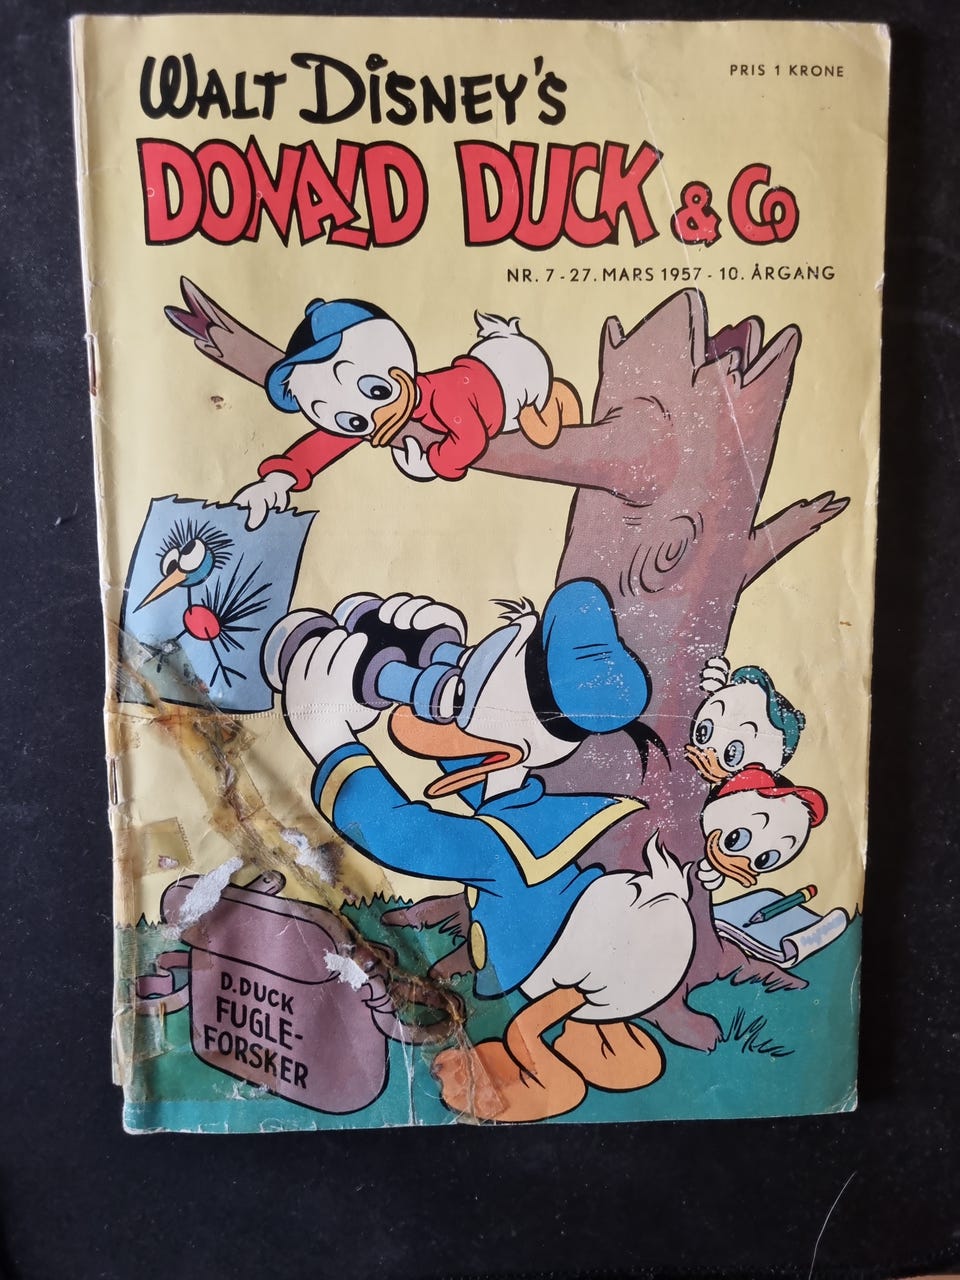 WALT DISNEY'S
PRIS 1 KRONE
DONALD DUCK & Co
NR. 7 - 27. MARS 1957 - 10. ÅRGANG
D. DUCK
FUGLE-
FORSKER